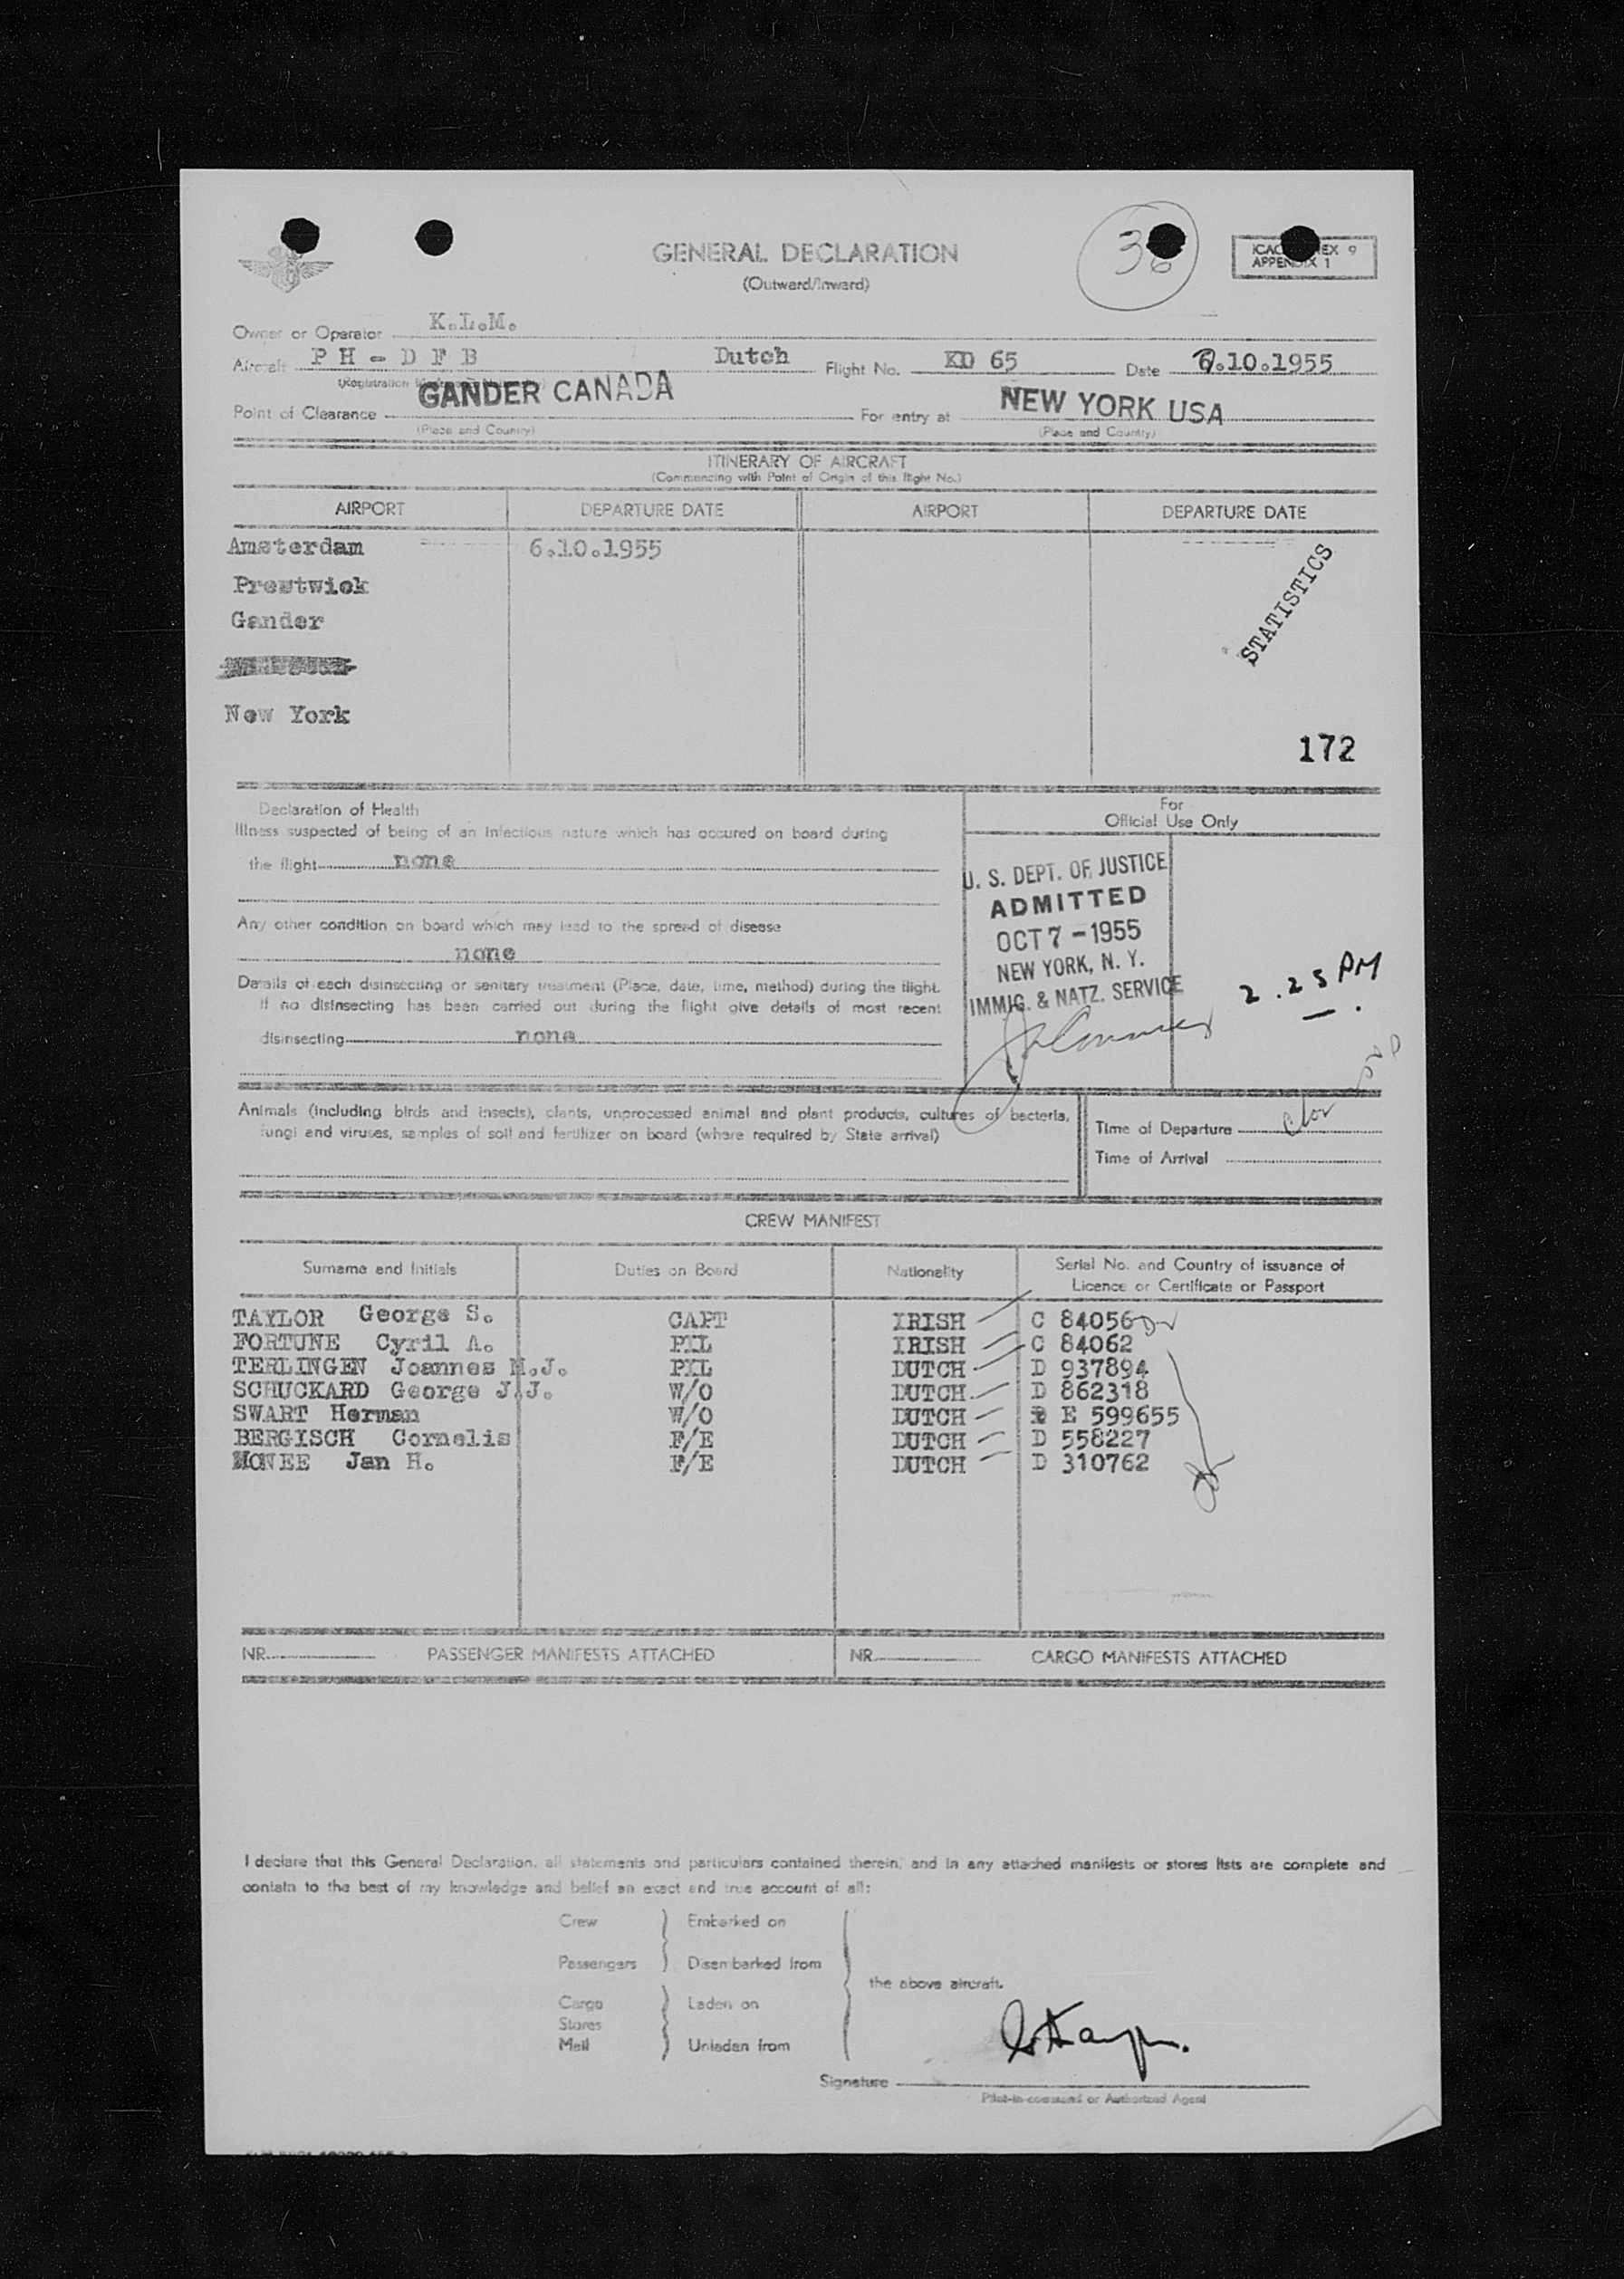 GENERAL DECLARATION
(Outward/Inward)
36
APPENDIX 1
Owner or Operator K.L.M.
Aircraft PH - D F B Dutch Flight No. KD 65 Date 7.10.1955
GANDER CANADA
NEW YORK USA
Point of Clearance For entry at
(Place and Country) (Place and Country)
ITINERARY OF AIRCRAFT
(Commencing with Point of Origin of this flight No.)
AIRPORT DEPARTURE DATE AIRPORT DEPARTURE DATE
Amsterdam 6.10.1955
Prestwick
Gander
New York
STATISTICS
172
Declaration of Health
Illness suspected of being of an infectious nature which has occured on board during
the flight none
Any other condition on board which may lead to the spread of disease
none
Details of each disinsecting or sanitary treatment (Place, date, time, method) during the flight.
If no disinsecting has been carried out during the flight give details of most recent
disinsecting none
For
Official Use Only
U. S. DEPT. OF JUSTICE
ADMITTED
OCT 7 - 1955
NEW YORK, N. Y.
IMMIG. & NATZ. SERVICE
2.25 PM
Animals (including birds and insects), plants, unprocessed animal and plant products, cultures of bacteria,
fungi and viruses, samples of soil and fertilizer on board (where required by State arrival)
Time of Departure
Time of Arrival
CREW MANIFEST
Surname and Initials Duties on Board Nationality Serial No. and Country of issuance of
Licence or Certificate or Passport
TAYLOR George S. CAPT IRISH C 84056
FORTUNE Cyril A. PIL IRISH C 84062
TERLINGEN Joannes M.J. PIL DUTCH D 937894
SCHUCKARD George J.J. W/O DUTCH D 862318
SWART Herman W/O DUTCH E 599655
BERGISCH Cornelis F/E DUTCH D 558227
MONEE Jan H. F/E DUTCH D 310762
NR. PASSENGER MANIFESTS ATTACHED NR. CARGO MANIFESTS ATTACHED
I declare that this General Declaration, all statements and particulars contained therein, and in any attached manifests or stores lists are complete and
contain to the best of my knowledge and belief an exact and true account of all:
Crew Embarked on
Passengers Disembarked from
the above aircraft.
Cargo Laden on
Stores
Mail Unladen from
Signature
Pilot-in-command or Authorized Agent